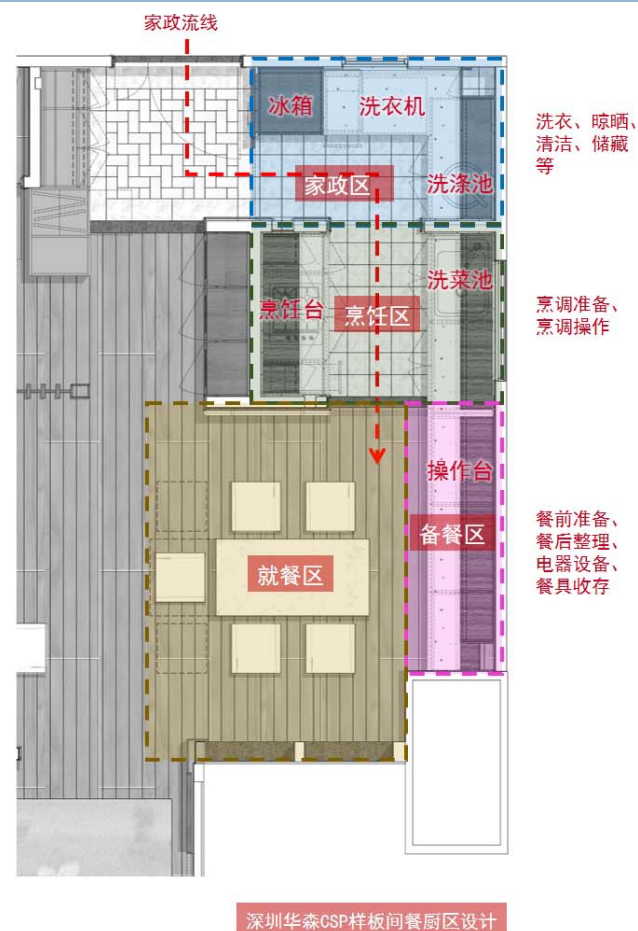 家政流线
冰箱
洗衣机
洗衣、晾晒、
清洁、储藏
等
家政区
洗涤池
洗菜池
烹饪台
烹饪区
烹调准备、
烹调操作
操作台
备餐区
餐前准备、
餐后整理、
电器设备、
餐具收存
就餐区
深圳华森CSP样板间餐厨区设计